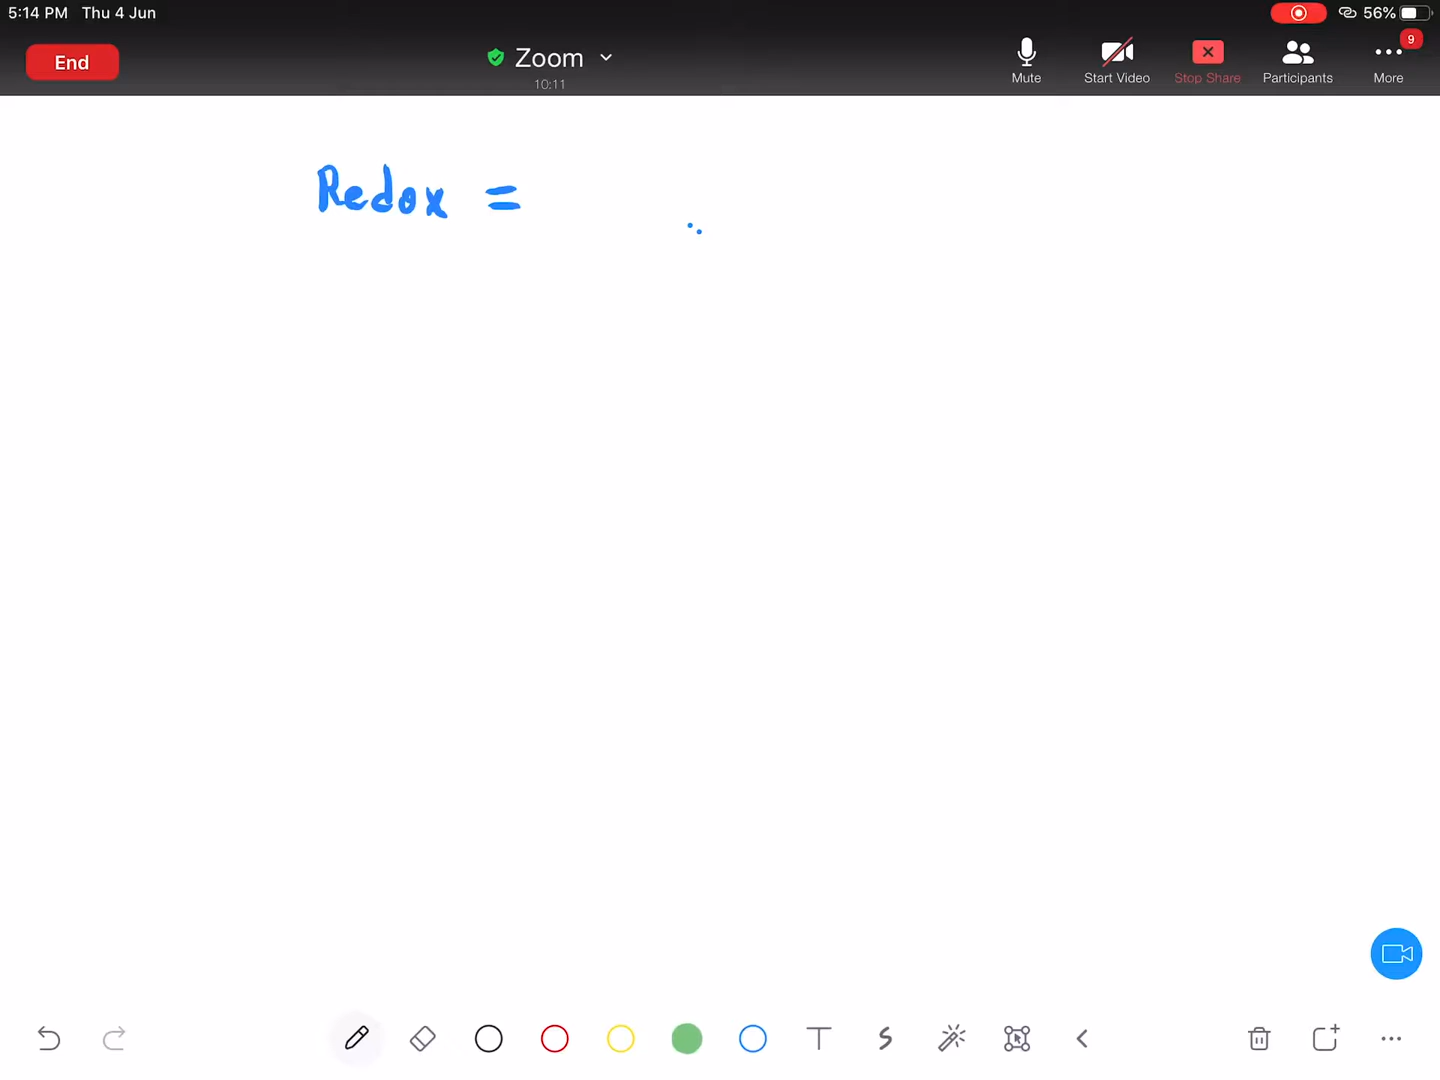 5:14 PM Thu 4 Jun 56%
9
End Zoom Mute Start Video Stop Share Participants More
10:11
Redox =
T